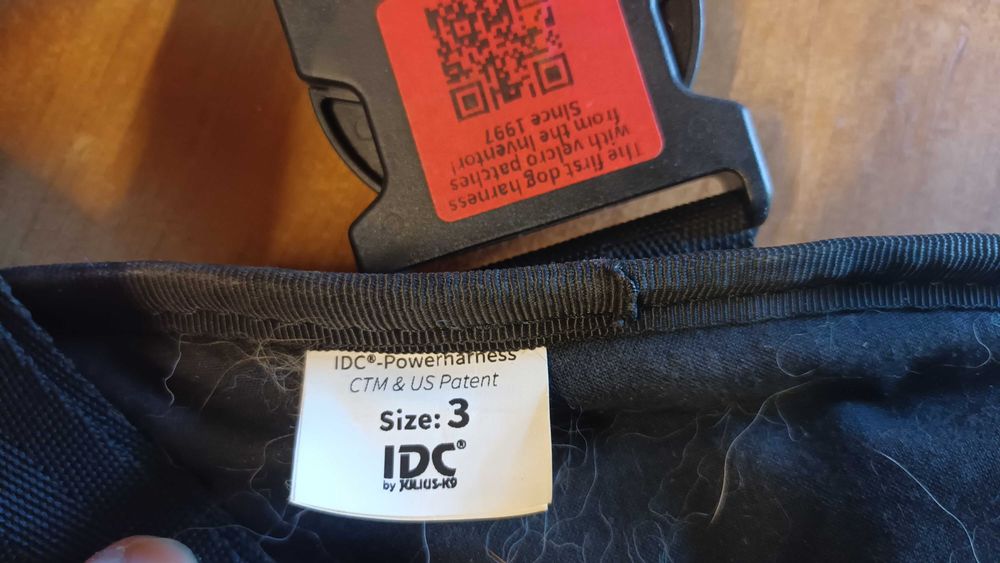 The first dog harness
with velcro patches
from the Inventor!
Since 1997
IDC®-Powerharness
CTM & US Patent
Size: 3
IDC®
by JULIUS-K9